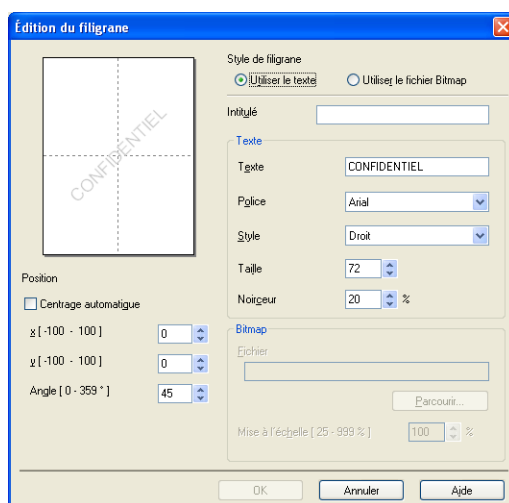 Édition du filigrane
CONFIDENTIEL
Style de filigrane
Utiliser le texte
Utiliser le fichier Bitmap
Intitulé
Texte
Texte CONFIDENTIEL
Police Arial
Style Droit
Taille 72
Noirceur 20 %
Position
Centrage automatique
x [ -100 - 100 ] 0
y [ -100 - 100 ] 0
Angle [ 0 - 359 ° ] 45
Bitmap
Fichier
Parcourir...
Mise à l'échelle [ 25 - 999 % ] 100 %
OK Annuler Aide